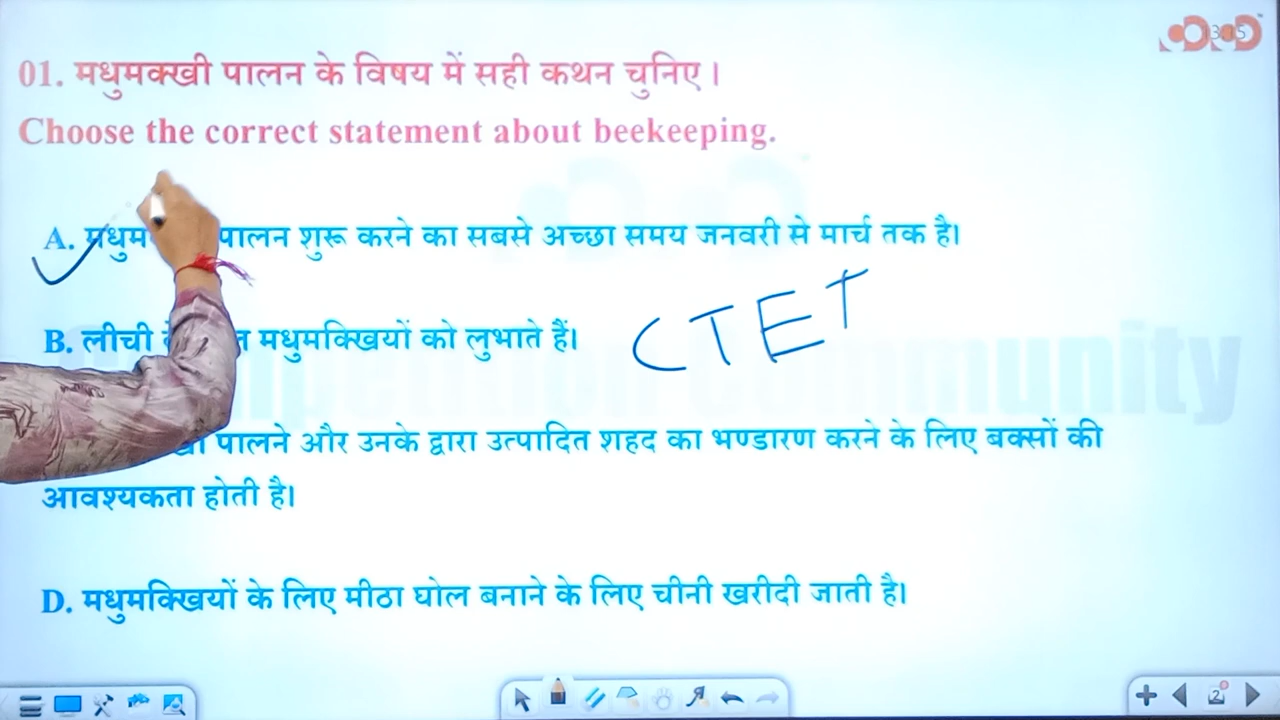 01. मधुमक्खी पालन के विषय में सही कथन चुनिए।
Choose the correct statement about beekeeping.
A. पालन शुरू करने का सबसे अच्छा समय जनवरी से मार्च तक है।
B. लीची मधुमक्खियों को लुभाते हैं।
CTET
पालने और उनके द्वारा उत्पादित शहद का भण्डारण करने के लिए बक्सों की
आवश्यकता होती है।
D. मधुमक्खियों के लिए मीठा घोल बनाने के लिए चीनी खरीदी जाती है।
2